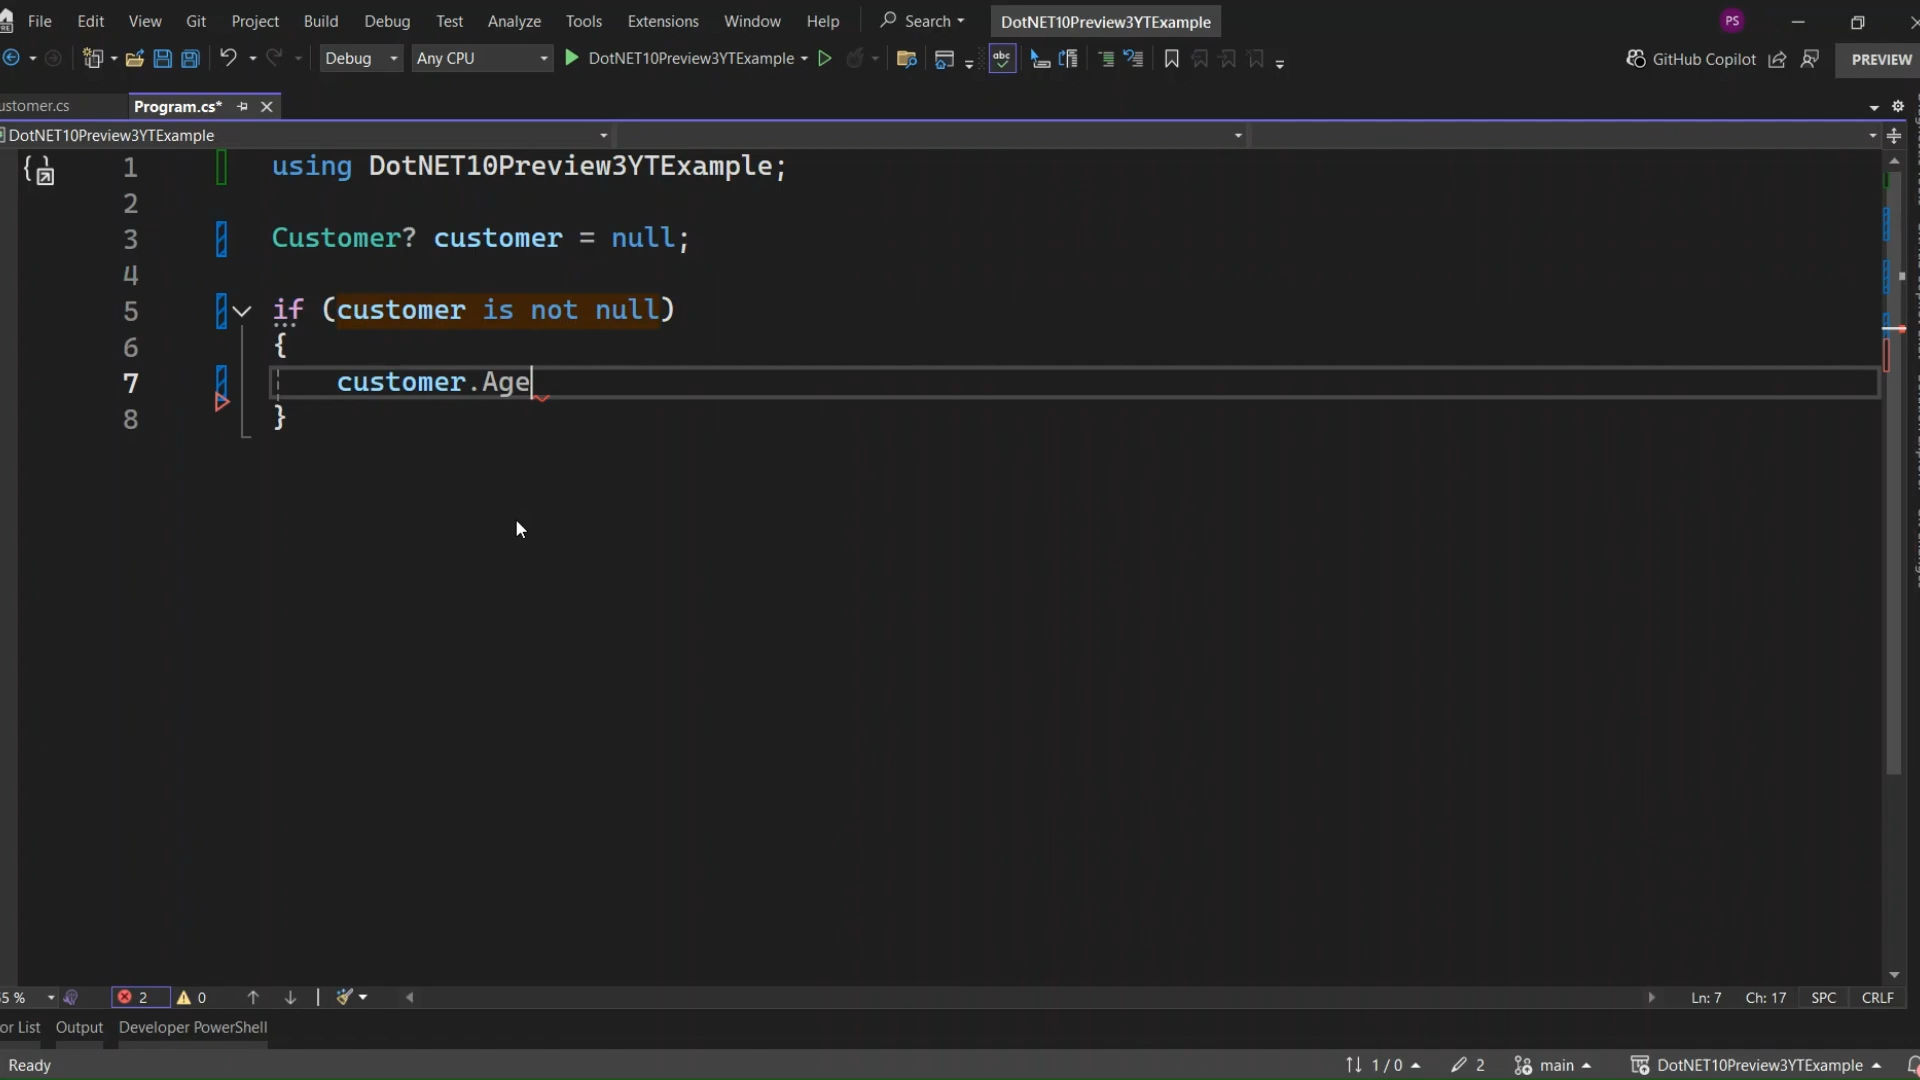 File Edit View Git Project Build Debug Test Analyze Tools Extensions Window Help Search DotNET10Preview3YTExample PS
Debug Any CPU DotNET10Preview3YTExample abc GitHub Copilot PREVIEW
ustomer.cs Program.cs*
DotNET10Preview3YTExample
1 using DotNET10Preview3YTExample;
2
3 Customer? customer = null;
4
5 if (customer is not null)
6 {
7 customer.Age
8 }
5 % 2 0 Ln: 7 Ch: 17 SPC CRLF
or List Output Developer PowerShell
Ready 1 / 0 2 main DotNET10Preview3YTExample